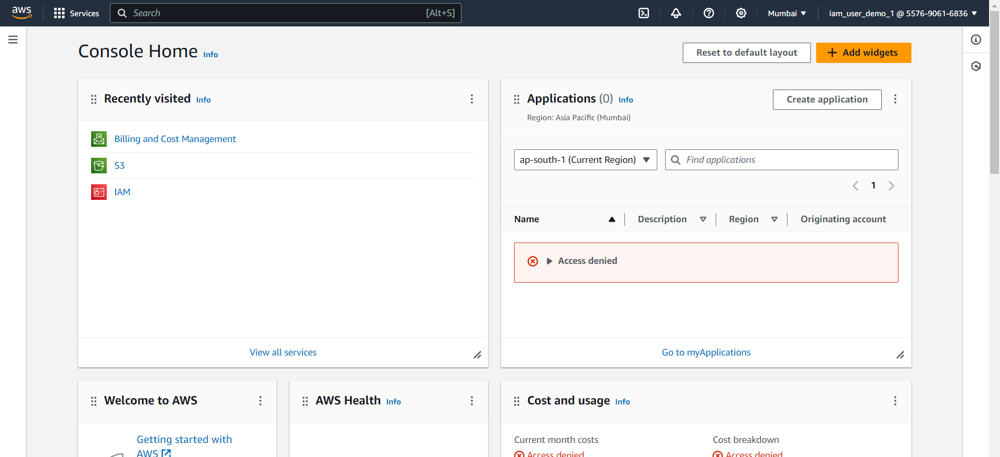 aws
Services
Search
[Alt+S]
Mumbai
iam_user_demo_1 @ 5576-9061-6836
Console Home Info
Reset to default layout
Add widgets
Recently visited Info
Billing and Cost Management
S3
IAM
View all services
Applications (0) Info
Region: Asia Pacific (Mumbai)
Create application
ap-south-1 (Current Region)
Find applications
1
Name
Description
Region
Originating account
Access denied
Go to myApplications
Welcome to AWS
Getting started with
AWS
AWS Health Info
Cost and usage Info
Current month costs
Access denied
Cost breakdown
Access denied